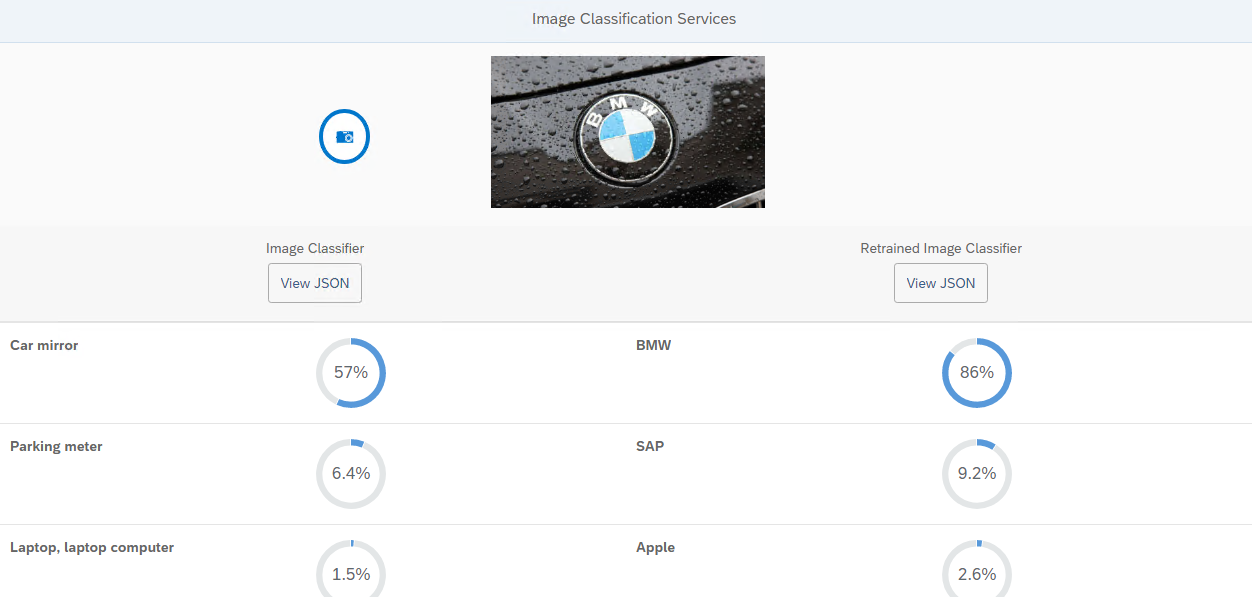 Image Classification Services
BMW
Image Classifier
Retrained Image Classifier
View JSON
View JSON
Car mirror
57%
BMW
86%
Parking meter
6.4%
SAP
9.2%
Laptop, laptop computer
1.5%
Apple
2.6%